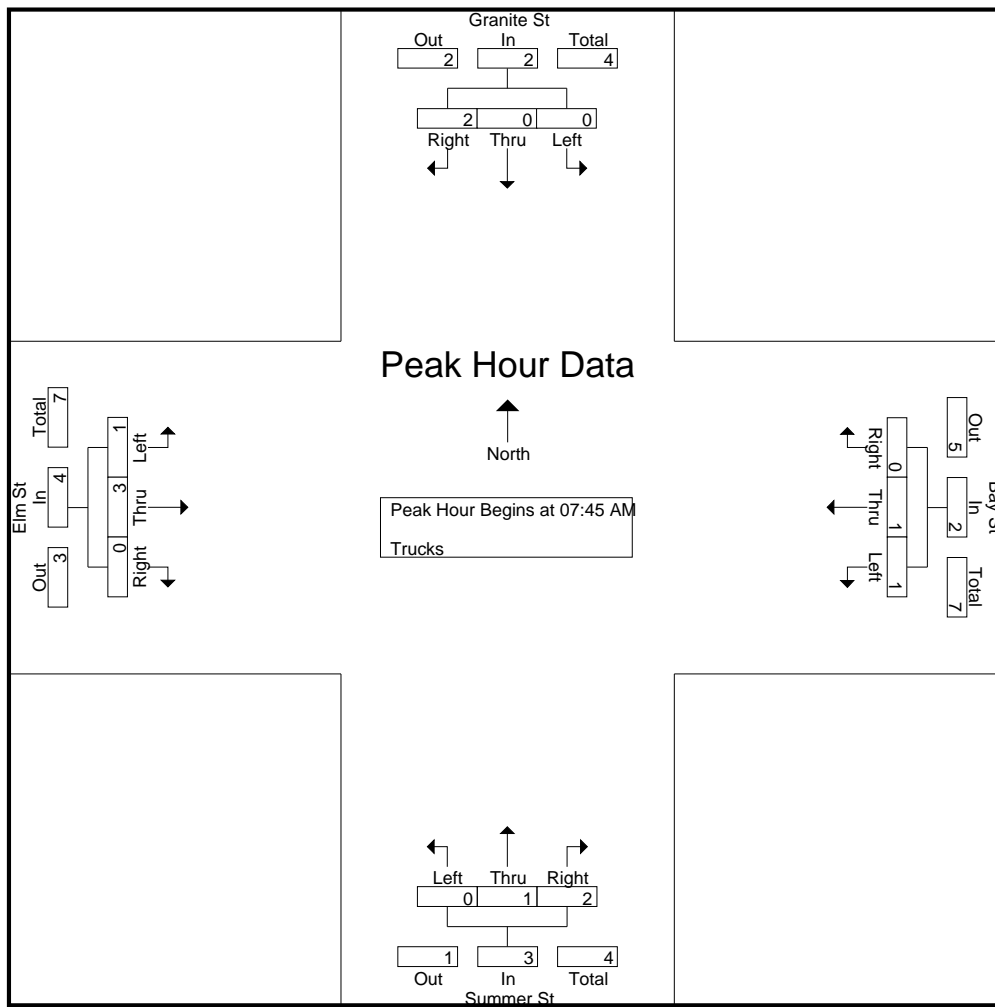 Granite St
Out In Total
2 2 4
2 0 0
Right Thru Left
Peak Hour Data
North
Peak Hour Begins at 07:45 AM
Trucks
Elm St
Out In Total
3 4 7
Right Thru Left
0 3 1
Bay St
Out In Total
5 2 7
0 1 1
Right Thru Left
Left Thru Right
0 1 2
1 3 4
Out In Total
Summer St